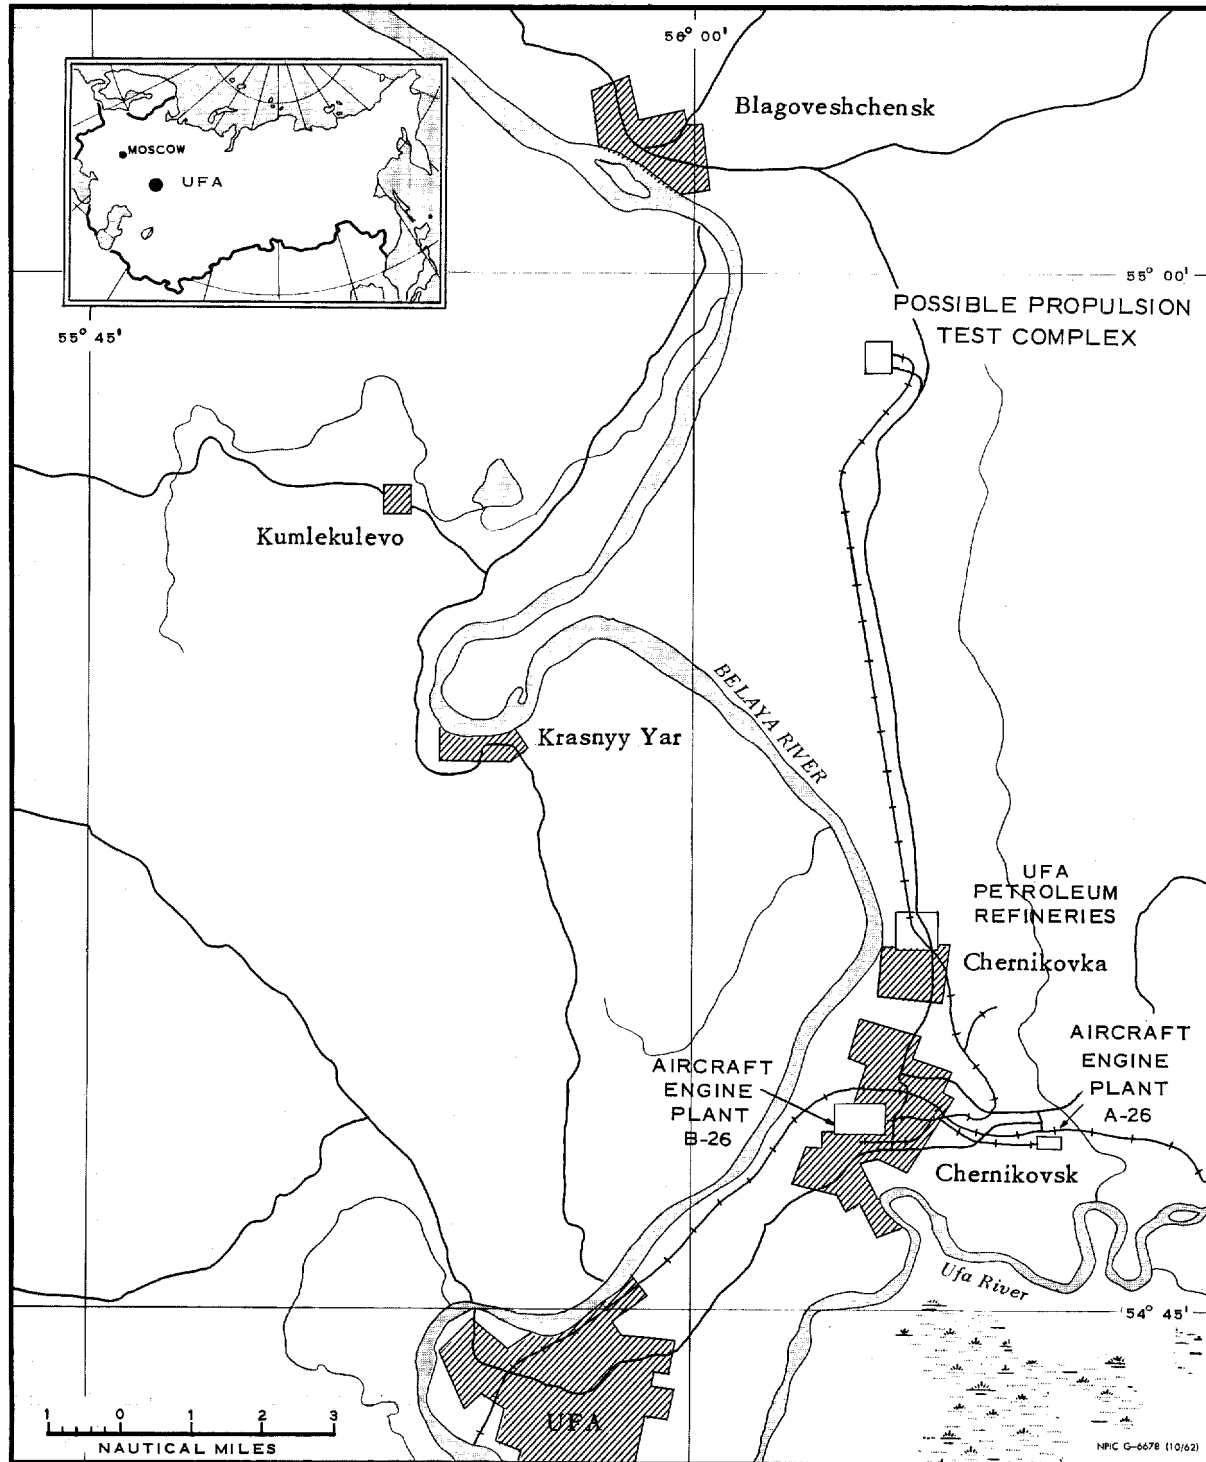 56° 00'
Blagoveshchensk
MOSCOW
UFA
55° 00'
POSSIBLE PROPULSION
TEST COMPLEX
55° 45'
Kumlekulevo
BELAYA RIVER
Krasnyy Yar
UFA
PETROLEUM
REFINERIES
Chernikovka
AIRCRAFT
ENGINE
PLANT
A-26
AIRCRAFT
ENGINE
PLANT
B-26
Chernikovsk
Ufa River
54° 45'
UFA
1 0 1 2 3
NAUTICAL MILES
NPIC G-6678 (10/62)